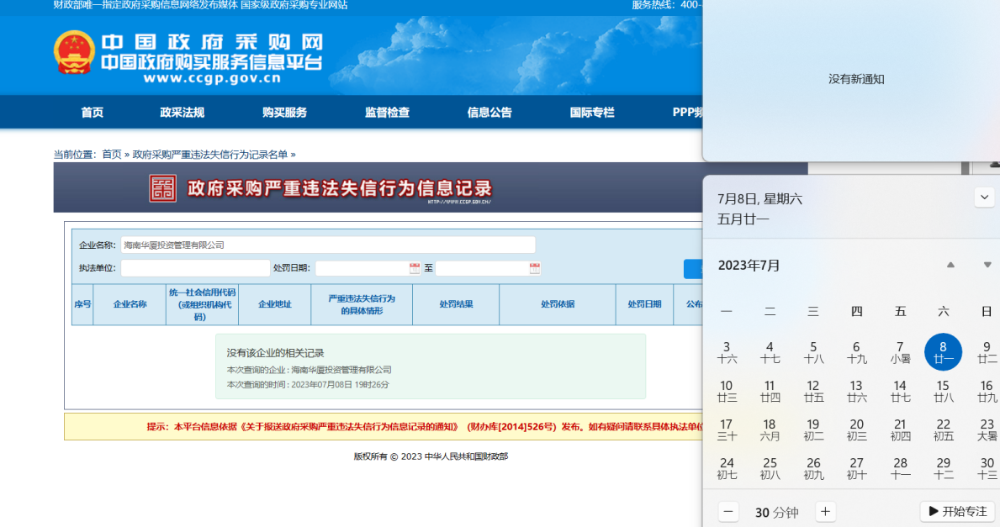 财政部唯一指定政府采购信息网络发布媒体 国家级政府采购专业网站
服务热线：400-
中国政府采购网
中国政府购买服务信息平台
www.ccgp.gov.cn
首页 政采法规 购买服务 监督检查 信息公告 国际专栏 PPP频
当前位置：首页 » 政府采购严重违法失信行为记录名单 »
政府采购严重违法失信行为信息记录
HTTP://WWW.CCGP.GOV.CN/
企业名称：海南华厦投资管理有限公司
执法单位： 处罚日期： 至
序号 企业名称 统一社会信用代码（或组织机构代码） 企业地址 严重违法失信行为的具体情形 处罚结果 处罚依据 处罚日期 公布
没有该企业的相关记录
本次查询的企业 : 海南华厦投资管理有限公司
本次查询的时间 : 2023年07月08日 19时26分
提示：本平台信息依据《关于报送政府采购严重违法失信行为信息记录的通知》（财办库[2014]526号）发布。如有疑问请联系具体执法单位
版权所有 © 2023 中华人民共和国财政部
没有新通知
7月8日, 星期六
五月廿一
2023年7月
一 二 三 四 五 六 日
3 4 5 6 7 8 9
十六 十七 十八 十九 小暑 廿一 廿二
10 11 12 13 14 15 16
廿三 廿四 廿五 廿六 廿七 廿八 廿九
17 18 19 20 21 22 23
三十 六月 初二 初三 初四 初五 大暑
24 25 26 27 28 29 30
初七 初八 初九 初十 十一 十二 十三
30 分钟
开始专注